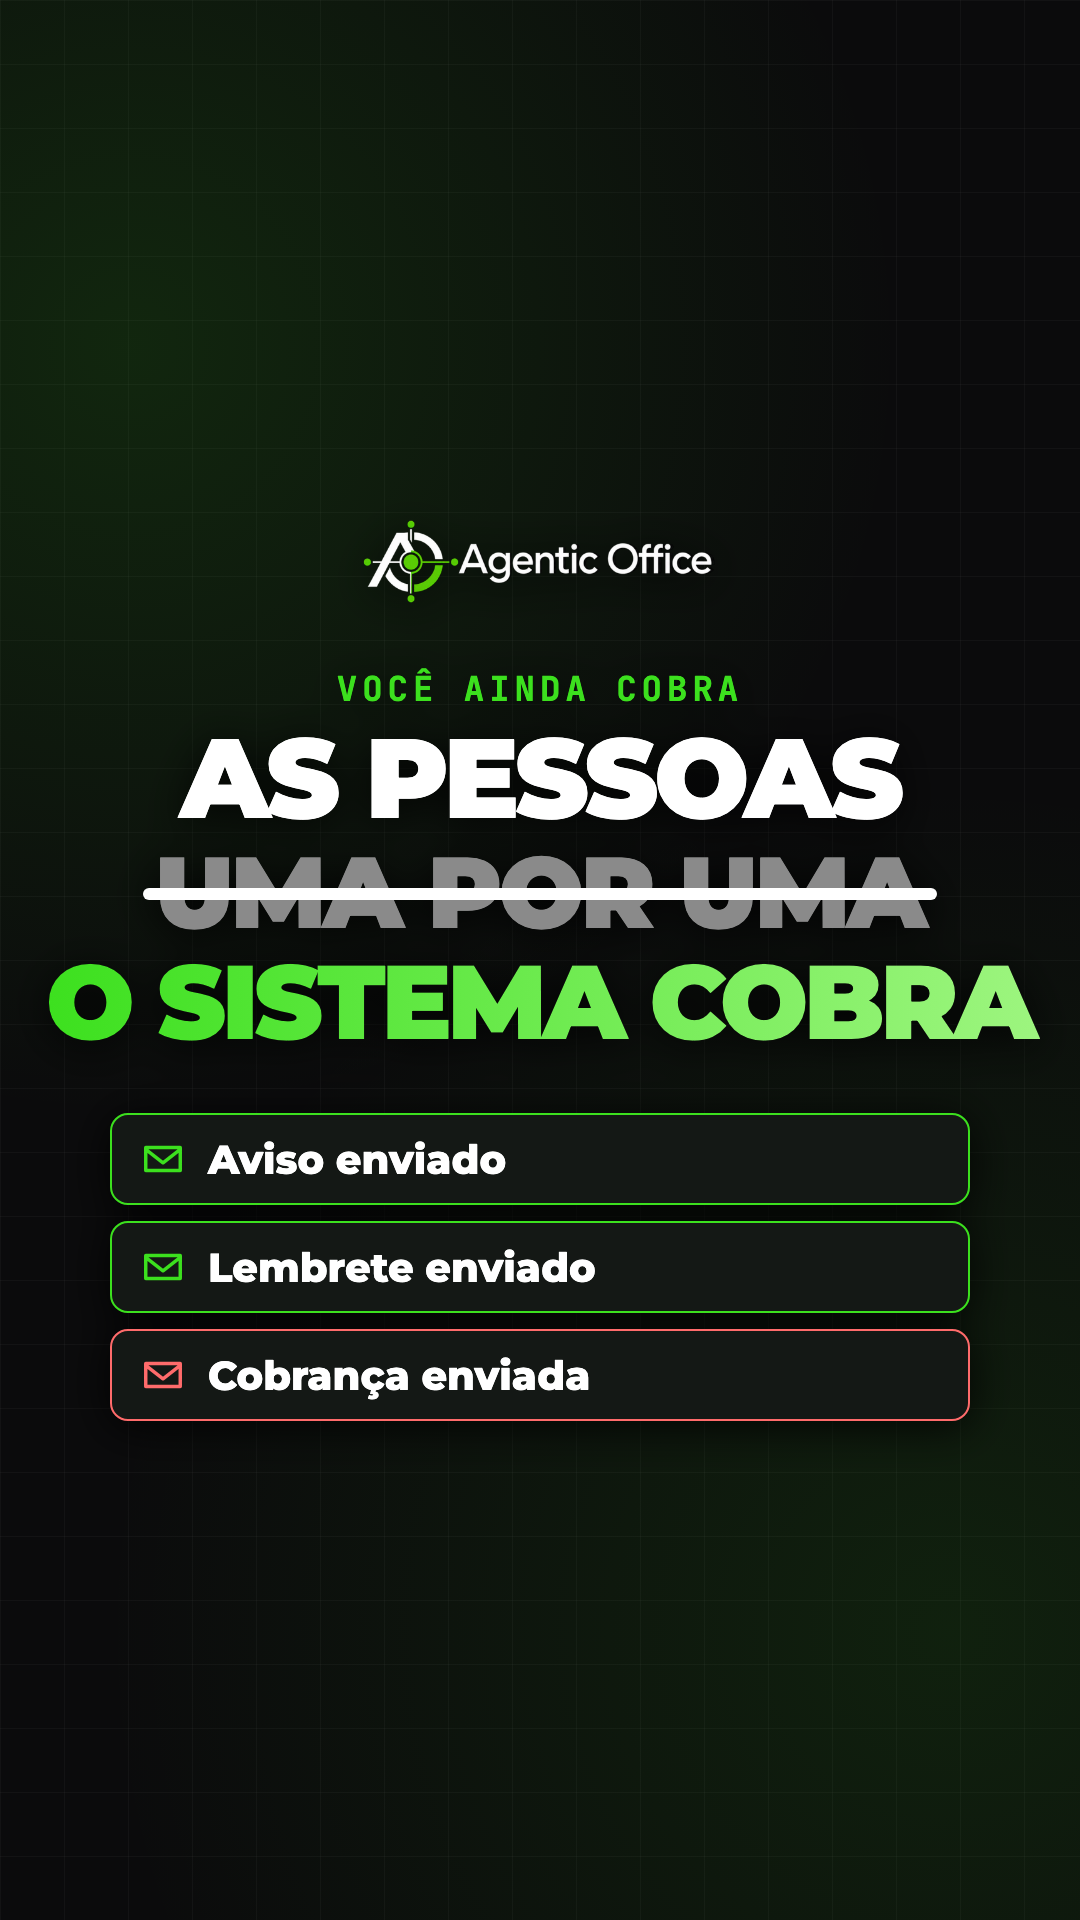 Agentic Office
VOCÊ AINDA COBRA
AS PESSOAS
UMA POR UMA
O SISTEMA COBRA
Aviso enviado
Lembrete enviado
Cobrança enviada